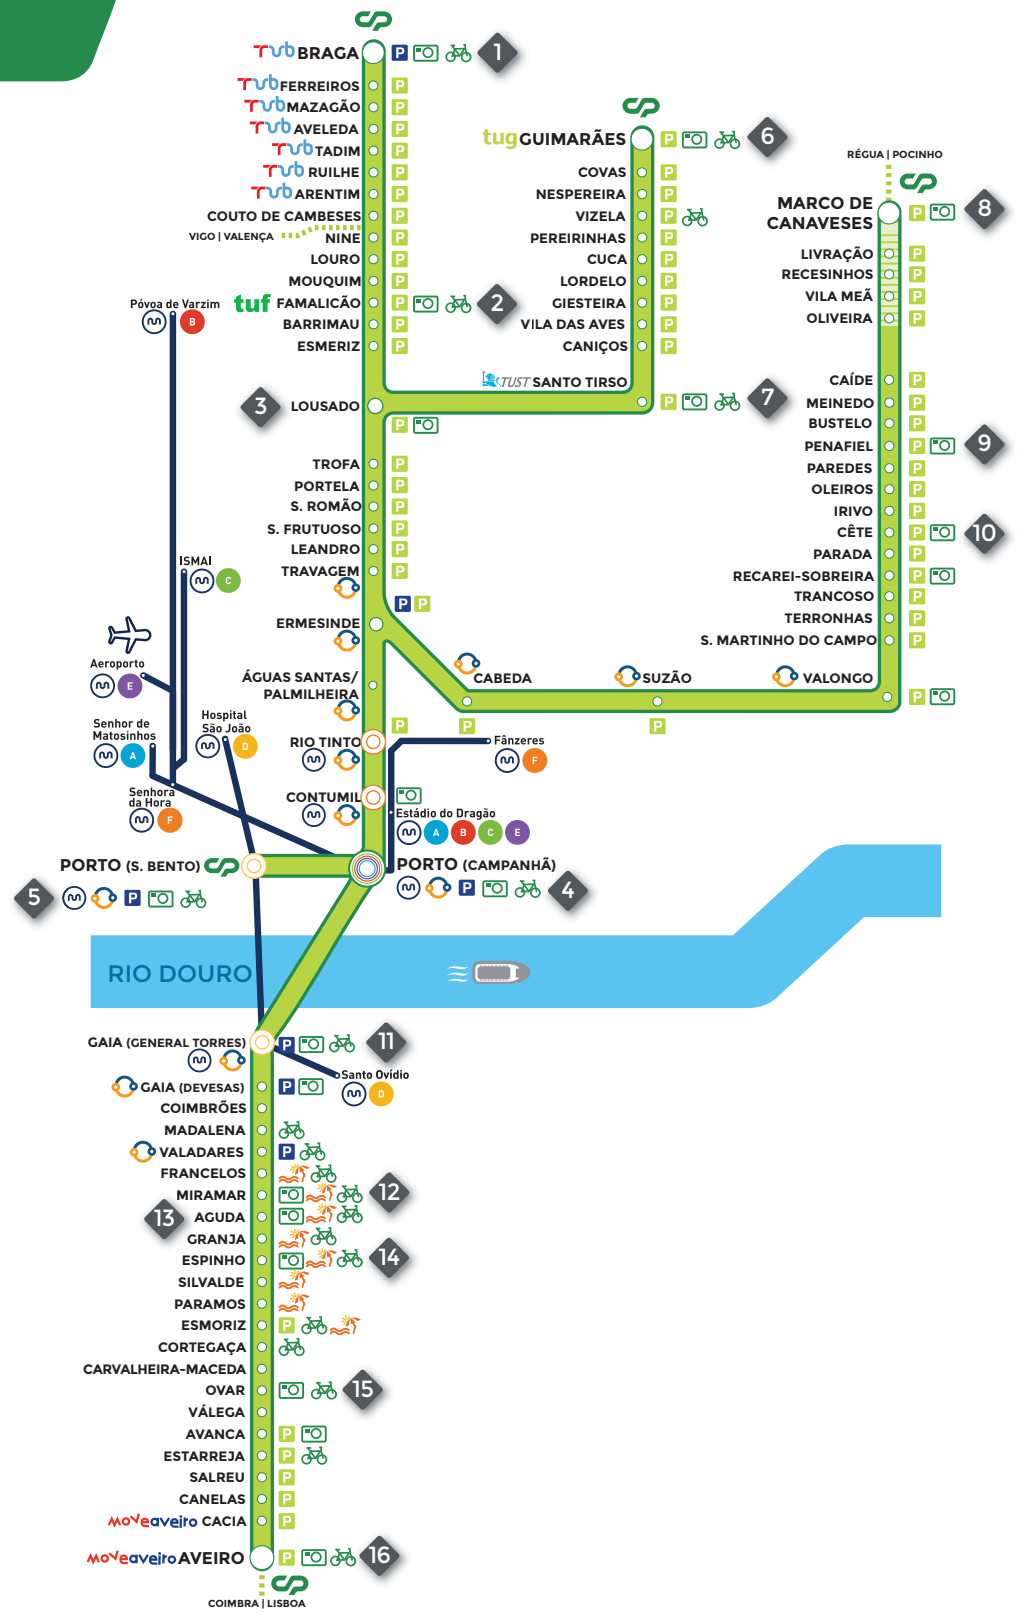 TUB BRAGA P 1
TUB FERREIROS P
TUB MAZAGÃO P
TUB AVELEDA P
TUB TADIM P
TUB RUILHE P
TUB ARENTIM P
COUTO DE CAMBESES P
VIGO | VALENÇA
NINE P
LOURO P
MOUQUIM P
tuf FAMALICÃO P 2
BARRIMAU P
ESMERIZ P
3 LOUSADO P
TROFA P
PORTELA P
S. ROMÃO P
S. FRUTUOSO P
LEANDRO P
TRAVAGEM P
ERMESINDE P P
ÁGUAS SANTAS/
PALMILHEIRA
P
RIO TINTO
CONTUMIL
tug GUIMARÃES P 6
COVAS P
NESPEREIRA P
VIZELA P
PEREIRINHAS P
CUCA P
LORDELO P
GIESTEIRA P
VILA DAS AVES P
CANIÇOS P
TUST SANTO TIRSO P 7
RÉGUA | POCINHO
MARCO DE
CANAVESES P 8
LIVRAÇÃO P
RECESINHOS P
VILA MEÃ P
OLIVEIRA P
CAÍDE P
MEINEDO P
BUSTELO P
PENAFIEL P 9
PAREDES P
OLEIROS P
IRIVO P
CÊTE P 10
PARADA P
RECAREI-SOBREIRA P
TRANCOSO P
TERRONHAS P
S. MARTINHO DO CAMPO P
CABEDA P
SUZÃO P
VALONGO P
Póvoa de Varzim
B
ISMAI
C
Aeroporto
E
Senhor de
Matosinhos
A
Hospital
São João
D
Senhora
da Hora
F
Fânzeres
F
Estádio do Dragão
A B C E
PORTO (S. BENTO)
5 P
PORTO (CAMPANHÃ)
P 4
RIO DOURO
GAIA (GENERAL TORRES) P 11
Santo Ovídio
D
GAIA (DEVESAS) P
COIMBRÕES
MADALENA
VALADARES P
FRANCELOS
MIRAMAR 12
13 AGUDA
GRANJA
ESPINHO 14
SILVALDE
PARAMOS
ESMORIZ P
CORTEGAÇA
CARVALHEIRA-MACEDA
OVAR 15
VÁLEGA
AVANCA P
ESTARREJA P
SALREU P
CANELAS P
moveaveiro CACIA P
moveaveiro AVEIRO P 16
COIMBRA | LISBOA